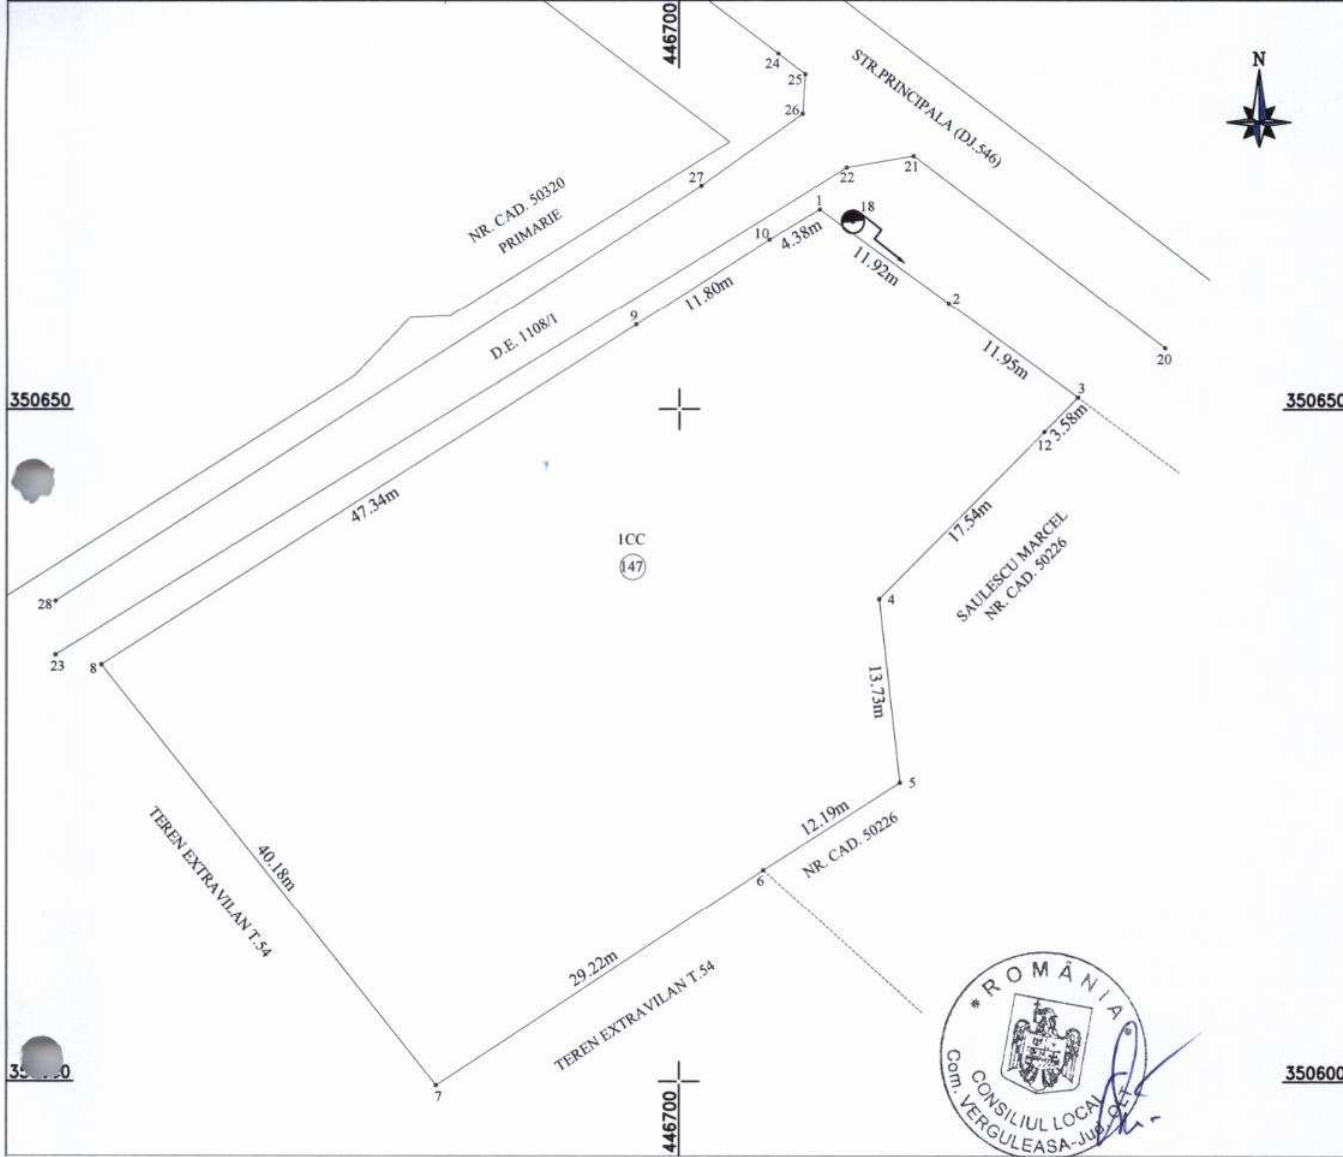 446700
24
25
STR.PRINCIPALA (DJ.546)
N
26
21
22
27
1
18
NR. CAD. 50320
PRIMARIE
10
4.38m
11.92m
11.80m
2
9
D.E. 1108/1
11.95m
20
3
350650
350650
3.58m
12
47.34m
17.54m
1CC
147
SAULESCU MARCEL
NR. CAD. 50226
28
4
23
8
13.73m
5
12.19m
NR. CAD. 50226
TEREN EXTRAVILAN T.54
40.18m
6
29.22m
TEREN EXTRAVILAN T.54
* ROMÂNIA *
CONSILIUL LOCAL
Com. VERGULEASA-Jud. OLT
350600
7
446700